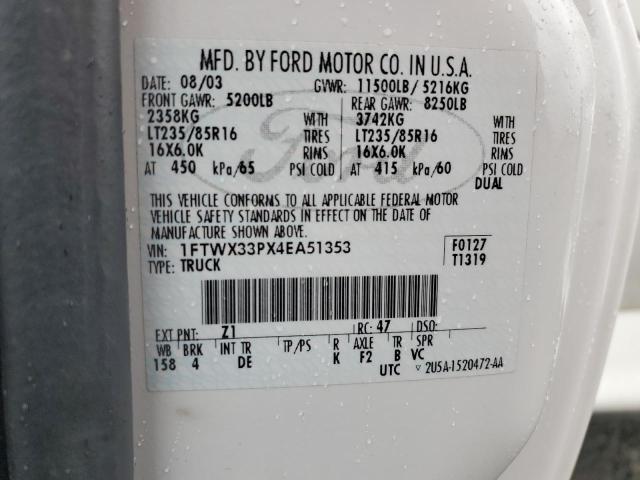 MFD. BY FORD MOTOR CO. IN U.S.A.
DATE: 08/03 GVWR: 11500LB/ 5216KG
FRONT GAWR: 5200LB REAR GAWR: 8250LB
2358KG WITH 3742KG WITH
LT235/85R16 TIRES LT235/85R16 TIRES
16X6.0K RIMS 16X6.0K RIMS
AT 450 kPa/65 PSI COLD AT 415 kPa/60 PSI COLD
DUAL
THIS VEHICLE CONFORMS TO ALL APPLICABLE FEDERAL MOTOR
VEHICLE SAFETY STANDARDS IN EFFECT ON THE DATE OF
MANUFACTURE SHOWN ABOVE.
VIN: 1FTWX33PX4EA51353 F0127
TYPE: TRUCK T1319
EXT PNT: Z1 RC: 47 DSO:
WB BRK INT TR TP/PS R AXLE TR SPR
158 4 DE K F2 B VC
UTC ▽ 2U5A-1520472-AA
Ford